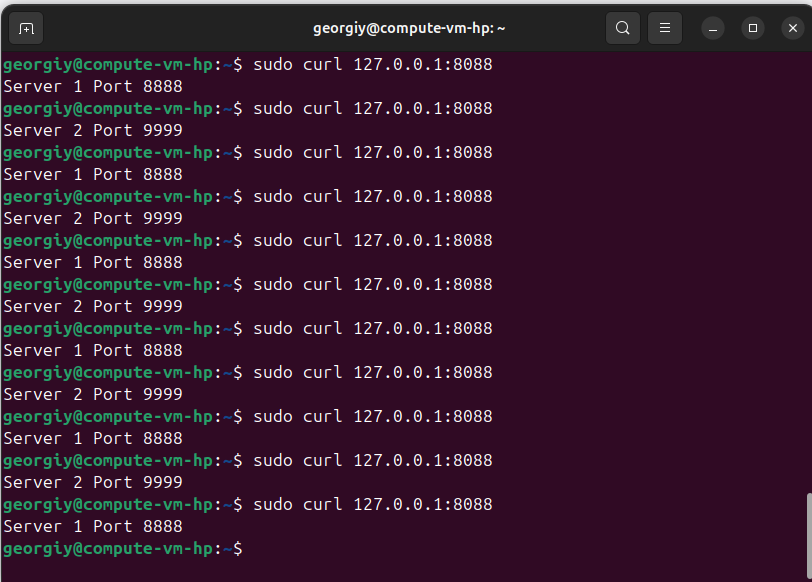 georgiy@compute-vm-hp: ~
georgiy@compute-vm-hp:~$ sudo curl 127.0.0.1:8088
Server 1 Port 8888
georgiy@compute-vm-hp:~$ sudo curl 127.0.0.1:8088
Server 2 Port 9999
georgiy@compute-vm-hp:~$ sudo curl 127.0.0.1:8088
Server 1 Port 8888
georgiy@compute-vm-hp:~$ sudo curl 127.0.0.1:8088
Server 2 Port 9999
georgiy@compute-vm-hp:~$ sudo curl 127.0.0.1:8088
Server 1 Port 8888
georgiy@compute-vm-hp:~$ sudo curl 127.0.0.1:8088
Server 2 Port 9999
georgiy@compute-vm-hp:~$ sudo curl 127.0.0.1:8088
Server 1 Port 8888
georgiy@compute-vm-hp:~$ sudo curl 127.0.0.1:8088
Server 2 Port 9999
georgiy@compute-vm-hp:~$ sudo curl 127.0.0.1:8088
Server 1 Port 8888
georgiy@compute-vm-hp:~$ sudo curl 127.0.0.1:8088
Server 2 Port 9999
georgiy@compute-vm-hp:~$ sudo curl 127.0.0.1:8088
Server 1 Port 8888
georgiy@compute-vm-hp:~$